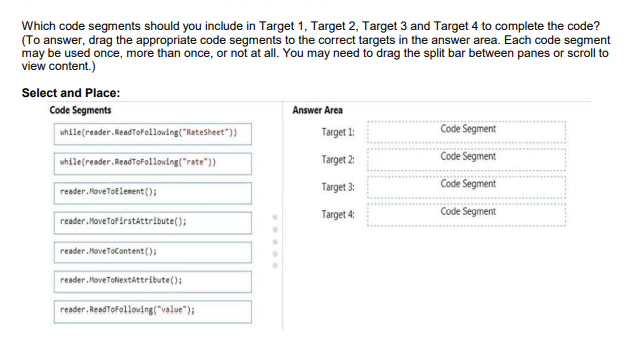 Which code segments should you include in Target 1, Target 2, Target 3 and Target 4 to complete the code?
(To answer, drag the appropriate code segments to the correct targets in the answer area. Each code segment
may be used once, more than once, or not at all. You may need to drag the split bar between panes or scroll to
view content.)
Select and Place:
Code Segments
while(reader.ReadToFollowing("RateSheet"))
while(reader.ReadToFollowing("rate"))
reader.MoveToElement();
reader.MoveToFirstAttribute();
reader.MoveToContent();
reader.MoveToNextAttribute();
reader.ReadToFollowing("value");
Answer Area
Target 1: Code Segment
Target 2: Code Segment
Target 3: Code Segment
Target 4: Code Segment